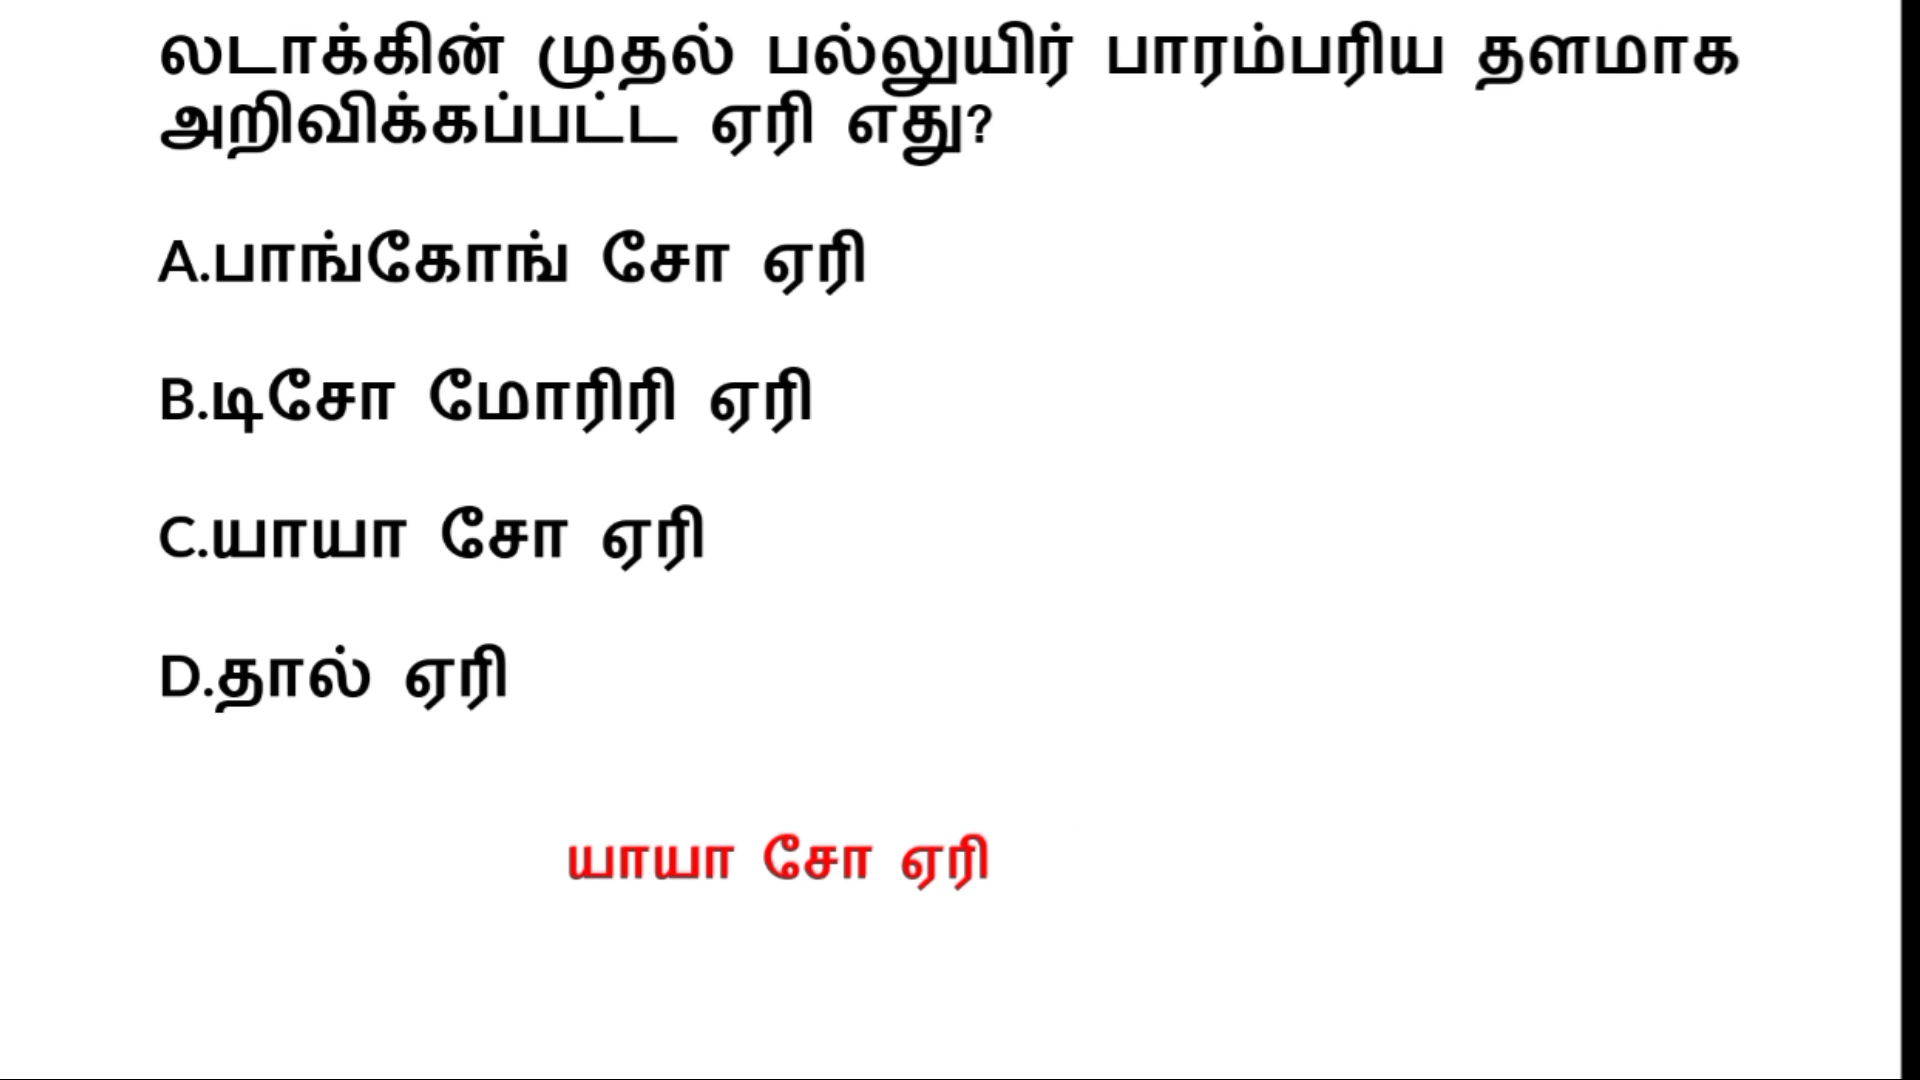 லடாக்கின் முதல் பல்லுயிர் பாரம்பரிய தளமாக
அறிவிக்கப்பட்ட ஏரி எது?
A.பாங்கோங் சோ ஏரி
B.டிசோ மோரிரி ஏரி
C.யாயா சோ ஏரி
D.தால் ஏரி
யாயா சோ ஏரி